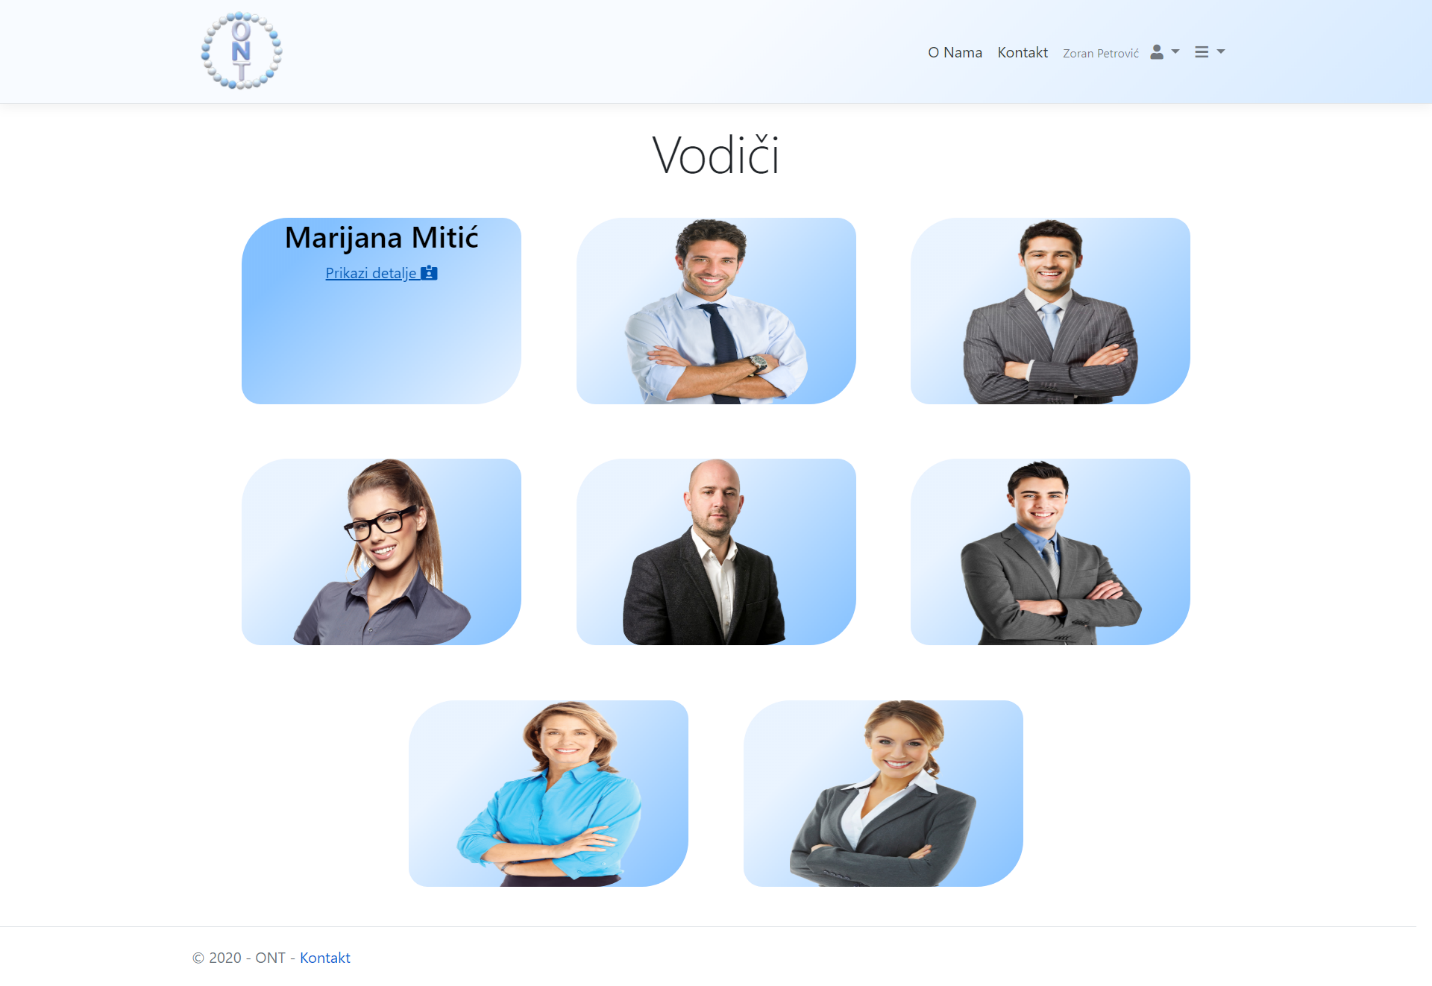 ONT
O Nama Kontakt Zoran Petrović
Vodiči
Marijana Mitić
Prikazi detalje
© 2020 - ONT - Kontakt